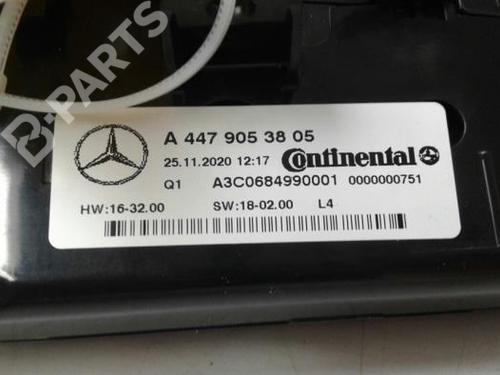 B-PARTS
A 447 905 38 05
25.11.2020 12:17 Continental
Q1 A3C0684990001 0000000751
HW:16-32.00 SW:18-02.00 L4